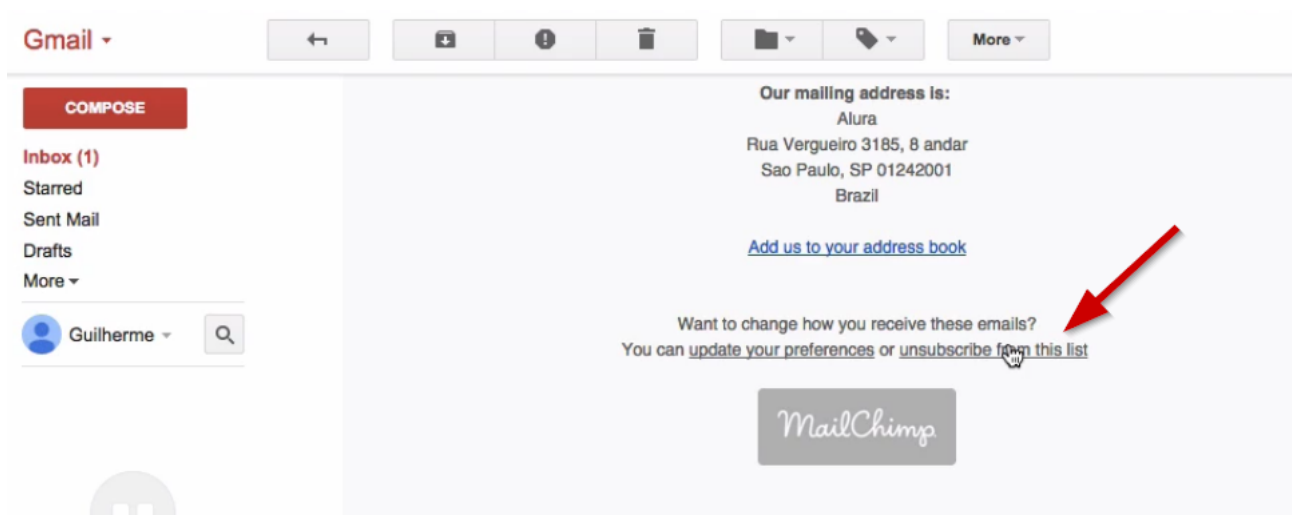 Gmail
More
COMPOSE
Inbox (1)
Starred
Sent Mail
Drafts
More
Guilherme
Our mailing address is:
Alura
Rua Vergueiro 3185, 8 andar
Sao Paulo, SP 01242001
Brazil
Add us to your address book
Want to change how you receive these emails?
You can update your preferences or unsubscribe from this list
MailChimp